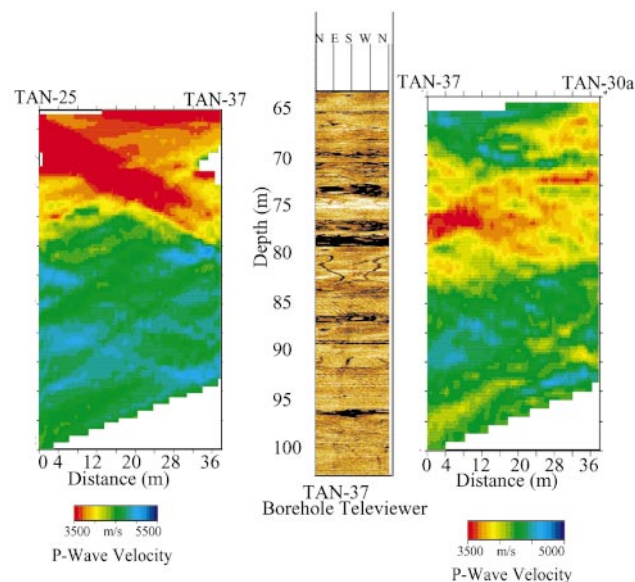 N E S W N
TAN-25
TAN-37
TAN-37
TAN-30a
65
70
75
80
85
90
95
100
Depth (m)
0 4 12 20 28 36
Distance (m)
0 4 12 20 28 36
Distance (m)
TAN-37
Borehole Televiewer
3500 m/s 5500
P-Wave Velocity
3500 m/s 5000
P-Wave Velocity